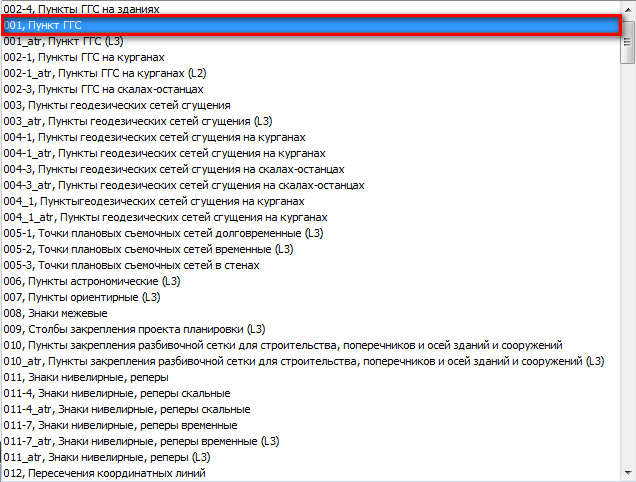 002-4, Пункты ГГС на зданиях
001, Пункт ГГС
001_atr, Пункт ГГС (L3)
002-1, Пункты ГГС на курганах
002-1_atr, Пункты ГГС на курганах (L2)
002-3, Пункты ГГС на скалах-останцах
003, Пункты геодезических сетей сгущения
003_atr, Пункты геодезических сетей сгущения (L3)
004-1, Пункты геодезических сетей сгущения на курганах
004-1_atr, Пункты геодезических сетей сгущения на курганах
004-3, Пункты геодезических сетей сгущения на скалах-останцах
004-3_atr, Пункты геодезических сетей сгущения на скалах-останцах
004_1, Пунктыгеодезических сетей сгущения на курганах
004_1_atr, Пункты геодезических сетей сгущения на курганах
005-1, Точки плановых съемочных сетей долговременные (L3)
005-2, Точки плановых съемочных сетей временные (L3)
005-3, Точки плановых съемочных сетей в стенах
006, Пункты астрономические (L3)
007, Пункты ориентирные (L3)
008, Знаки межевые
009, Столбы закрепления проекта планировки (L3)
010, Пункты закрепления разбивочной сетки для строительства, поперечников и осей зданий и сооружений
010_atr, Пункты закрепления разбивочной сетки для строительства, поперечников и осей зданий и сооружений (L3)
011, Знаки нивелирные, реперы
011-4, Знаки нивелирные, реперы скальные
011-4_atr, Знаки нивелирные, реперы скальные
011-7, Знаки нивелирные, реперы временные
011-7_atr, Знаки нивелирные, реперы временные (L3)
011_atr, Знаки нивелирные, реперы (L3)
012, Пересечения координатных линий